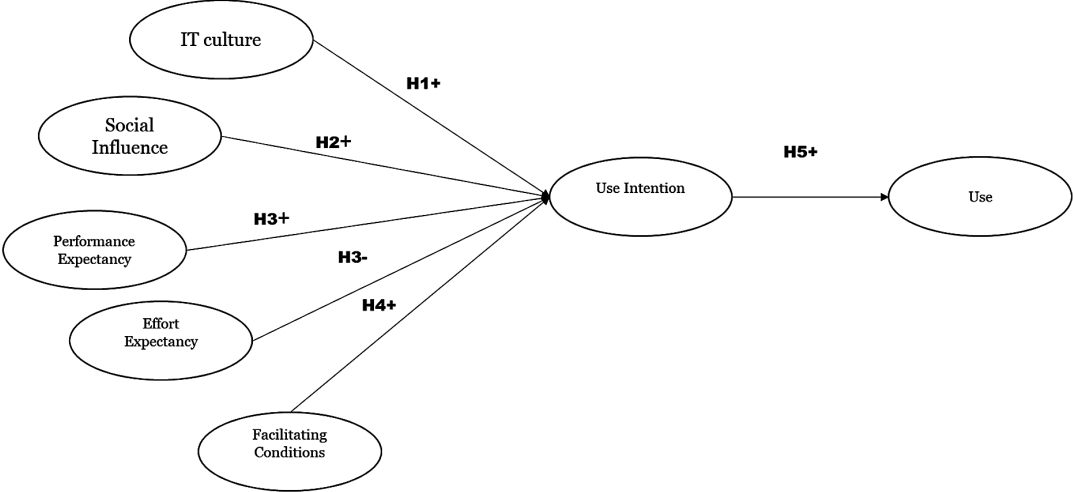 IT culture
H1+
Social
Influence
H2+
H5+
Use Intention
Use
Performance
Expectancy
H3+
H3-
Effort
Expectancy
H4+
Facilitating
Conditions